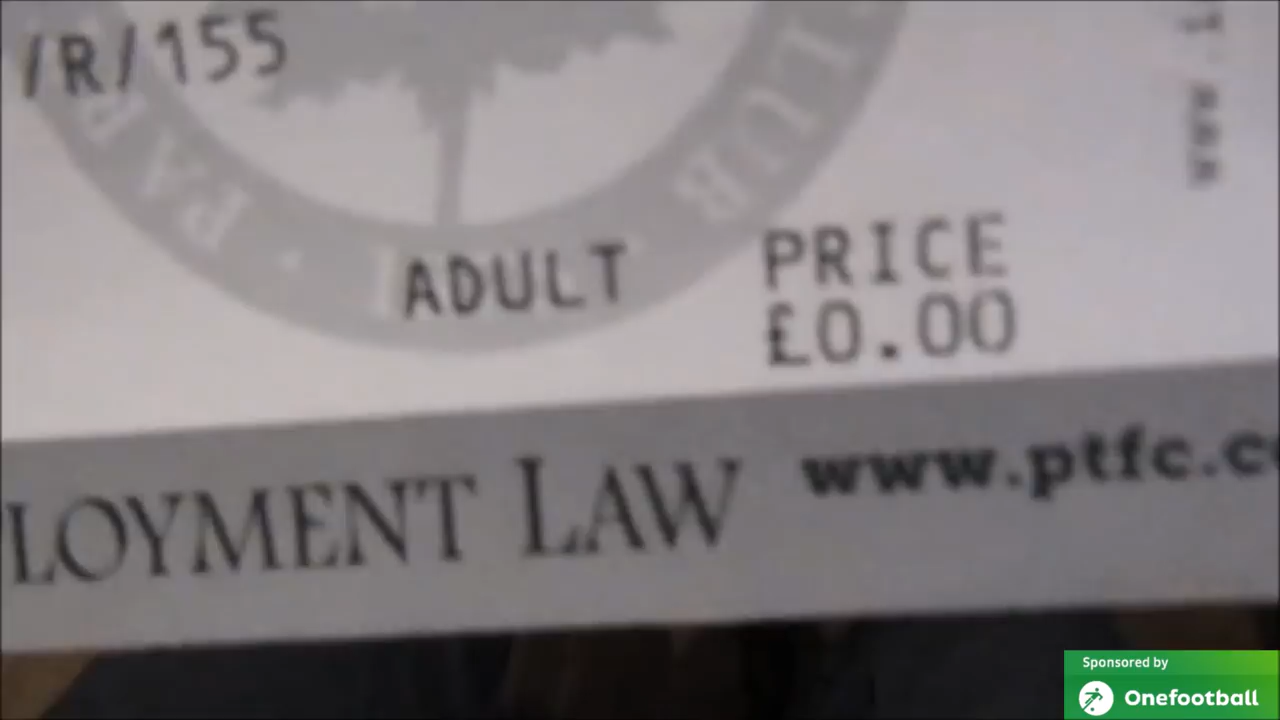 /R/155
ADULT
PRICE
£0.00
LOYMENT LAW
www.ptfc.c
Sponsored by
Onefootball